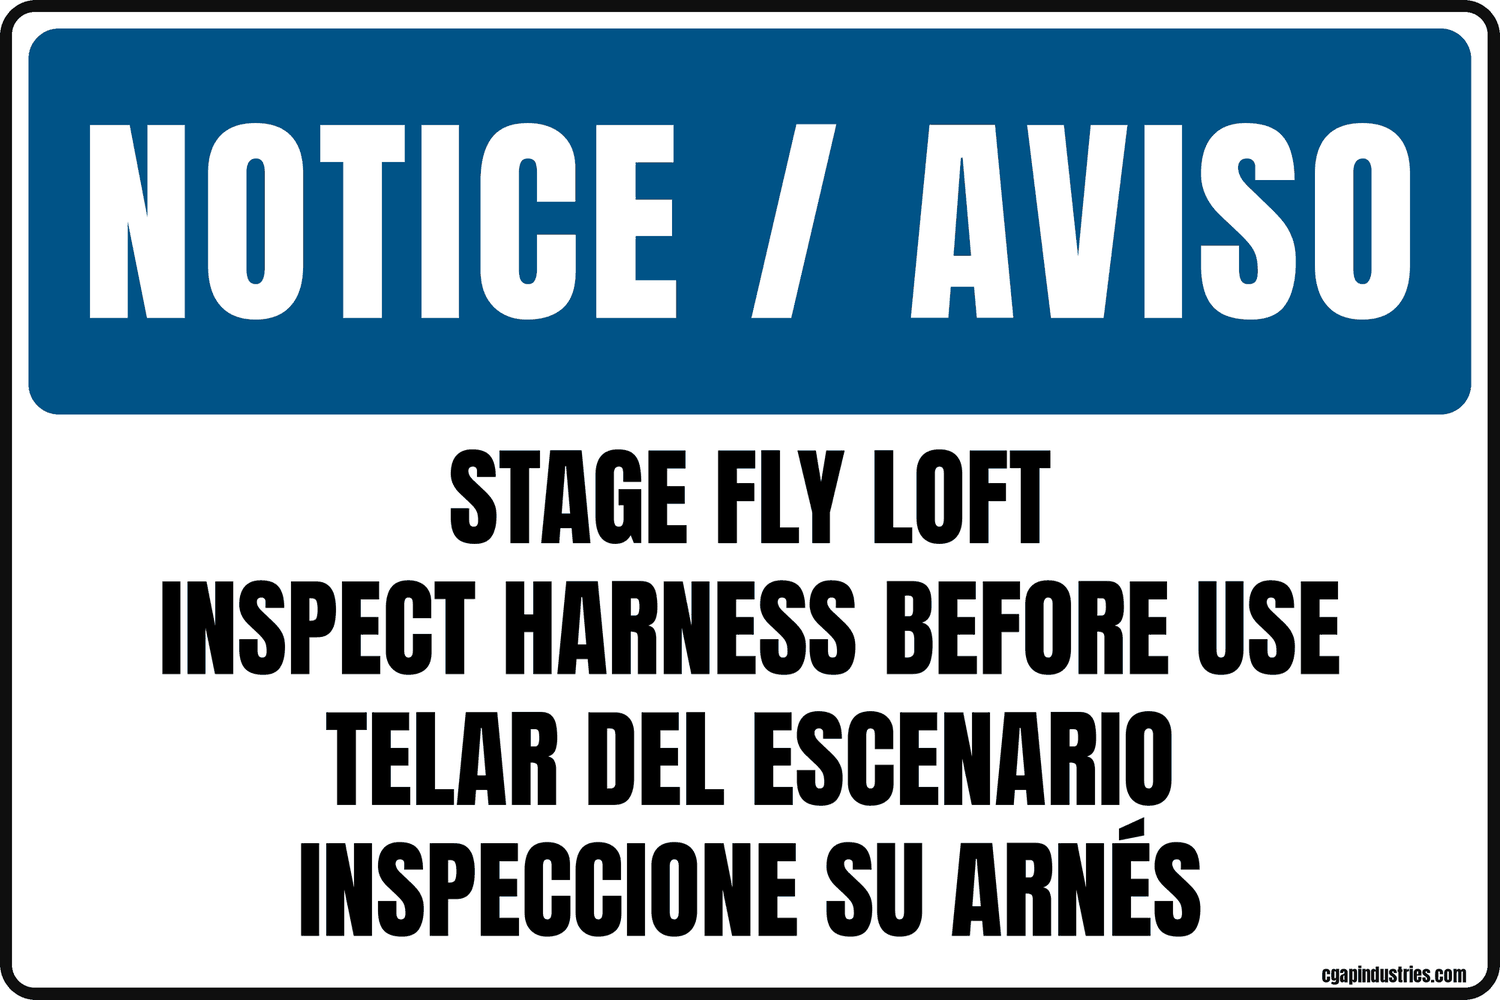 NOTICE / AVISO
STAGE FLY LOFT
INSPECT HARNESS BEFORE USE
TELAR DEL ESCENARIO
INSPECCIONE SU ARNÉS
cgapindustries.com